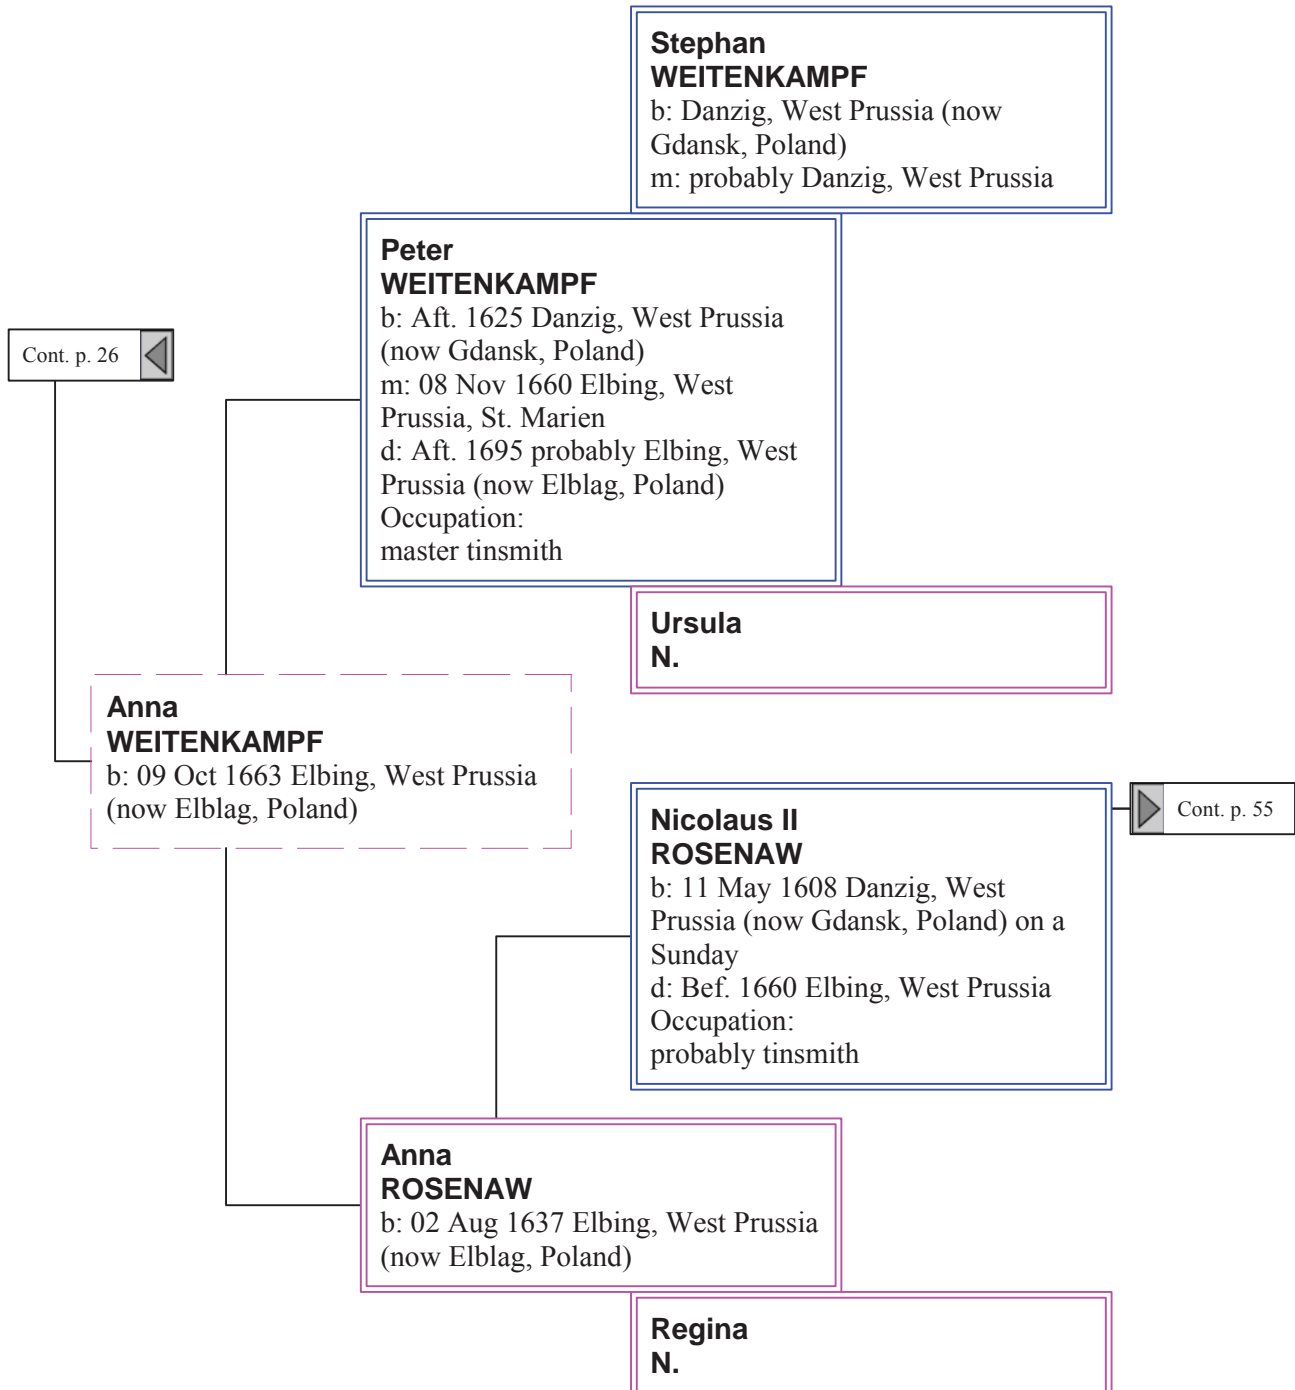 Stephan
WEITENKAMPF
b: Danzig, West Prussia (now
Gdansk, Poland)
m: probably Danzig, West Prussia
Peter
WEITENKAMPF
b: Aft. 1625 Danzig, West Prussia
(now Gdansk, Poland)
m: 08 Nov 1660 Elbing, West
Prussia, St. Marien
d: Aft. 1695 probably Elbing, West
Prussia (now Elblag, Poland)
Occupation:
master tinsmith
Cont. p. 26
Ursula
N.
Anna
WEITENKAMPF
b: 09 Oct 1663 Elbing, West Prussia
(now Elblag, Poland)
Nicolaus II
ROSENAW
b: 11 May 1608 Danzig, West
Prussia (now Gdansk, Poland) on a
Sunday
d: Bef. 1660 Elbing, West Prussia
Occupation:
probably tinsmith
Cont. p. 55
Anna
ROSENAW
b: 02 Aug 1637 Elbing, West Prussia
(now Elblag, Poland)
Regina
N.